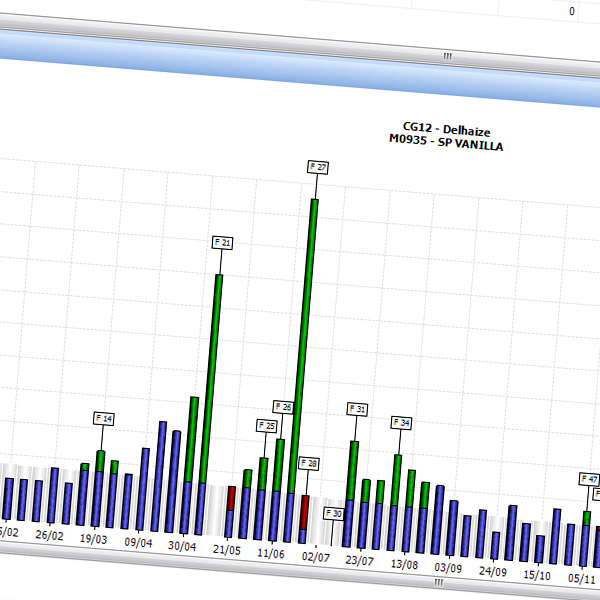 0
CG12 - Delhaize
M0935 - SP VANILLA
F 27
F 21
F 26
F 31
F 14
F 25
F 34
F 28
F 47
F 30
26/02
19/03
09/04
30/04
21/05
11/06
02/07
23/07
13/08
03/09
24/09
15/10
05/11